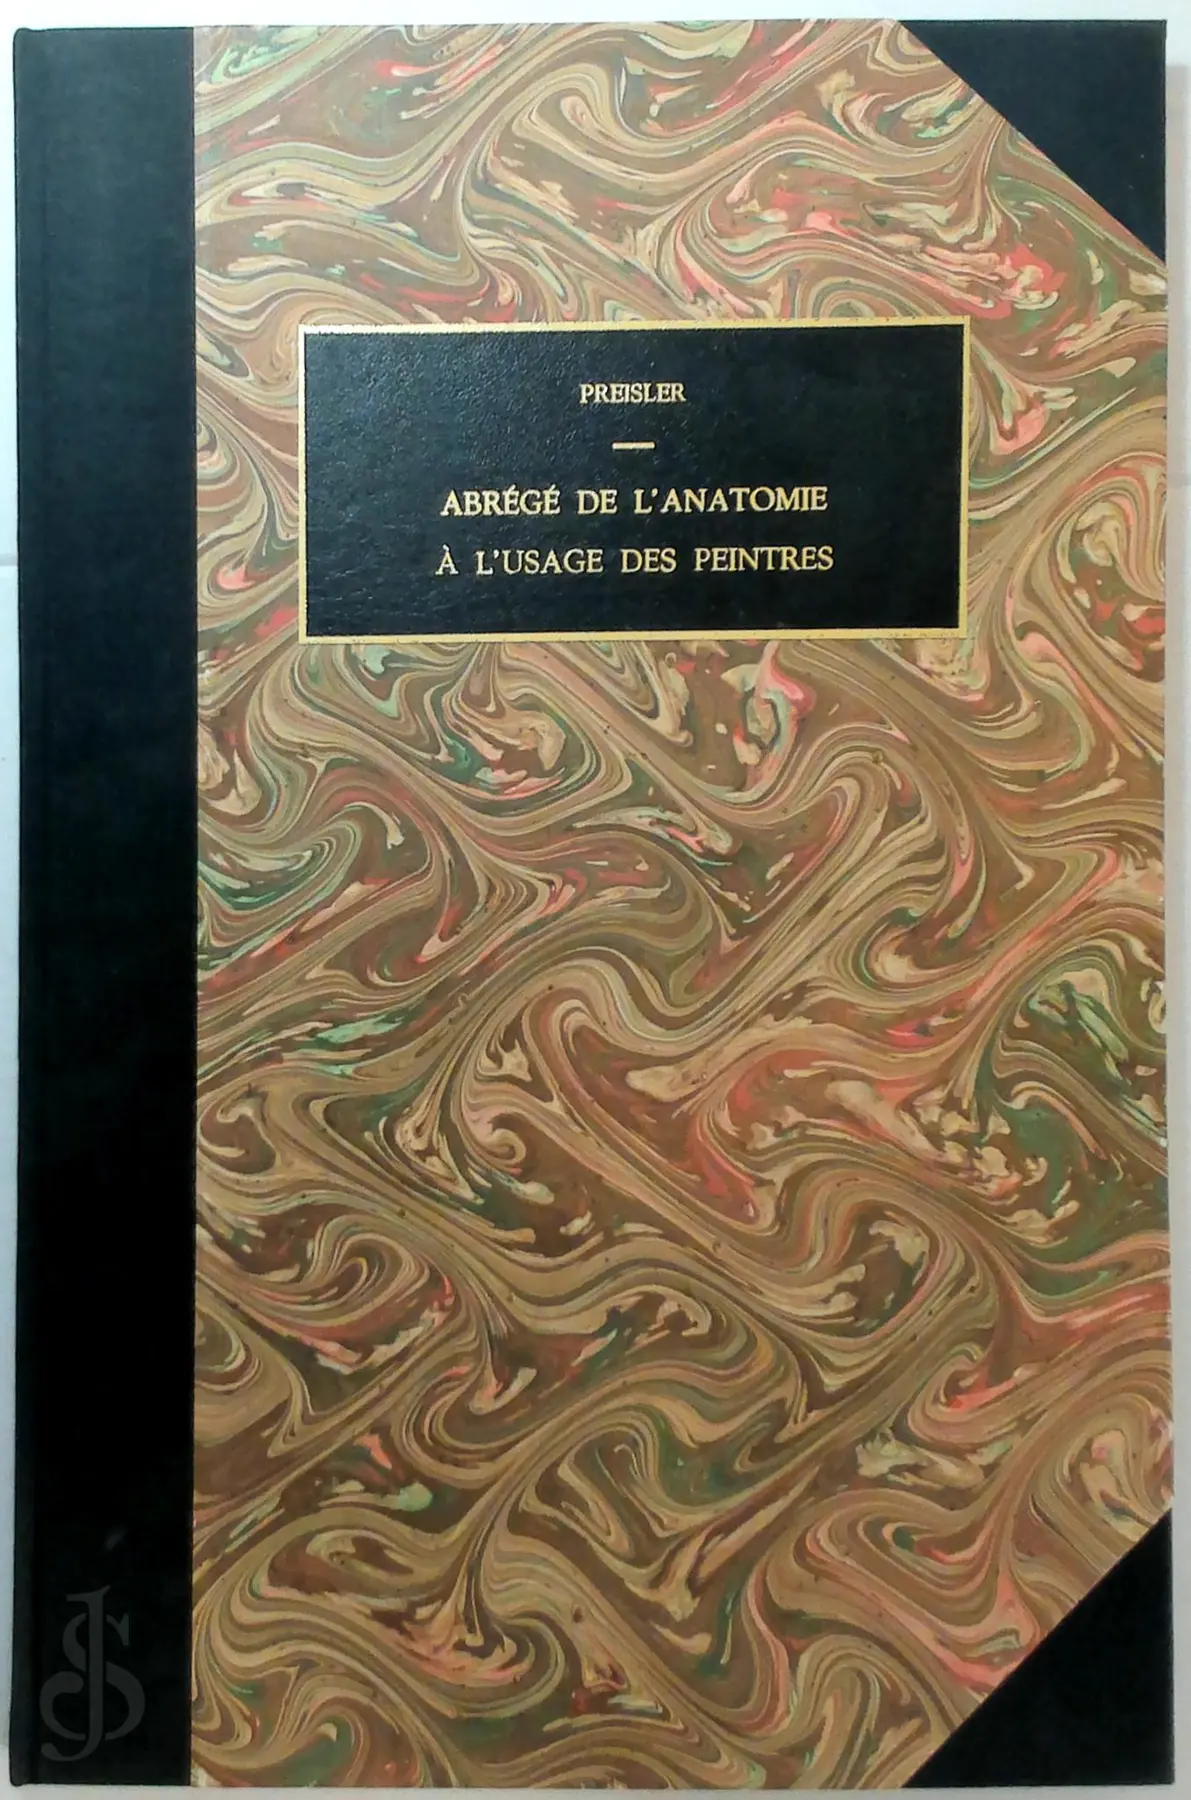 PREISLER
ABRÉGÉ DE L'ANATOMIE
À L'USAGE DES PEINTRES